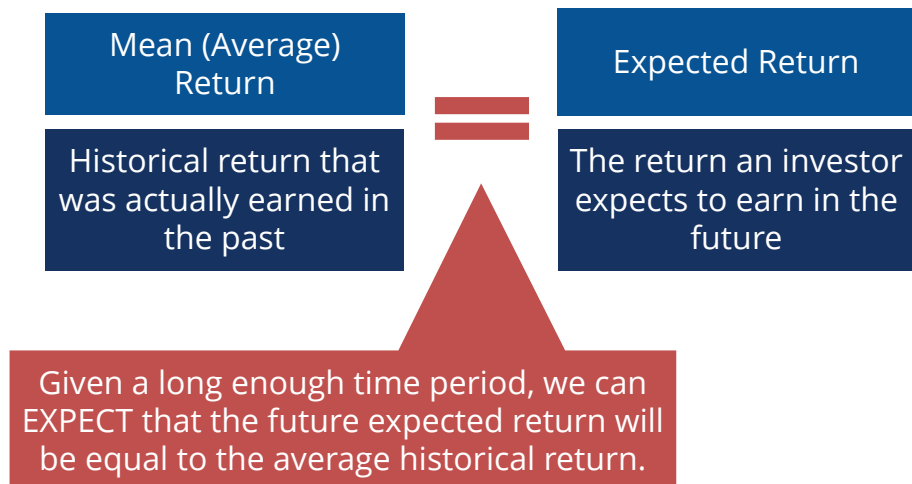 Mean (Average)
Return
Expected Return
Historical return that
was actually earned in
the past
The return an investor
expects to earn in the
future
Given a long enough time period, we can
EXPECT that the future expected return will
be equal to the average historical return.